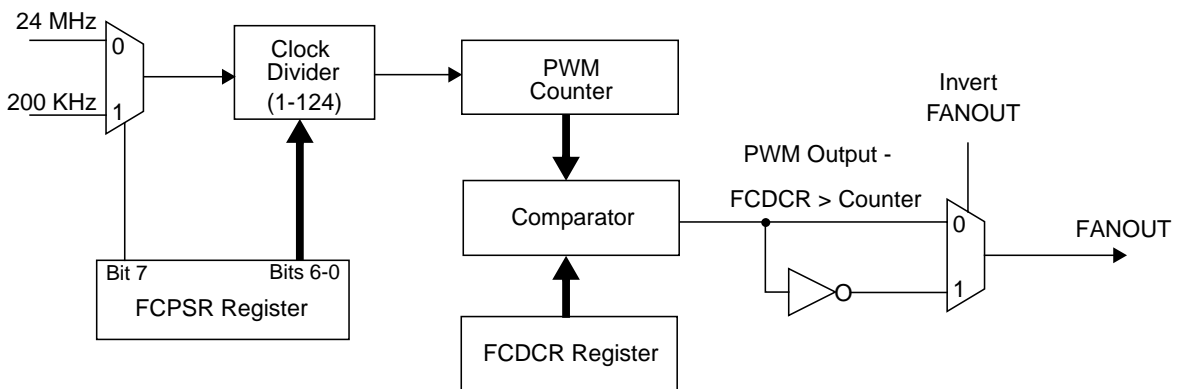 24 MHz
0
200 KHz
1
Clock
Divider
(1-124)
PWM
Counter
Invert
FANOUT
PWM Output -
FCDCR > Counter
Comparator
0
1
FANOUT
Bit 7
Bits 6-0
FCPSR Register
FCDCR Register